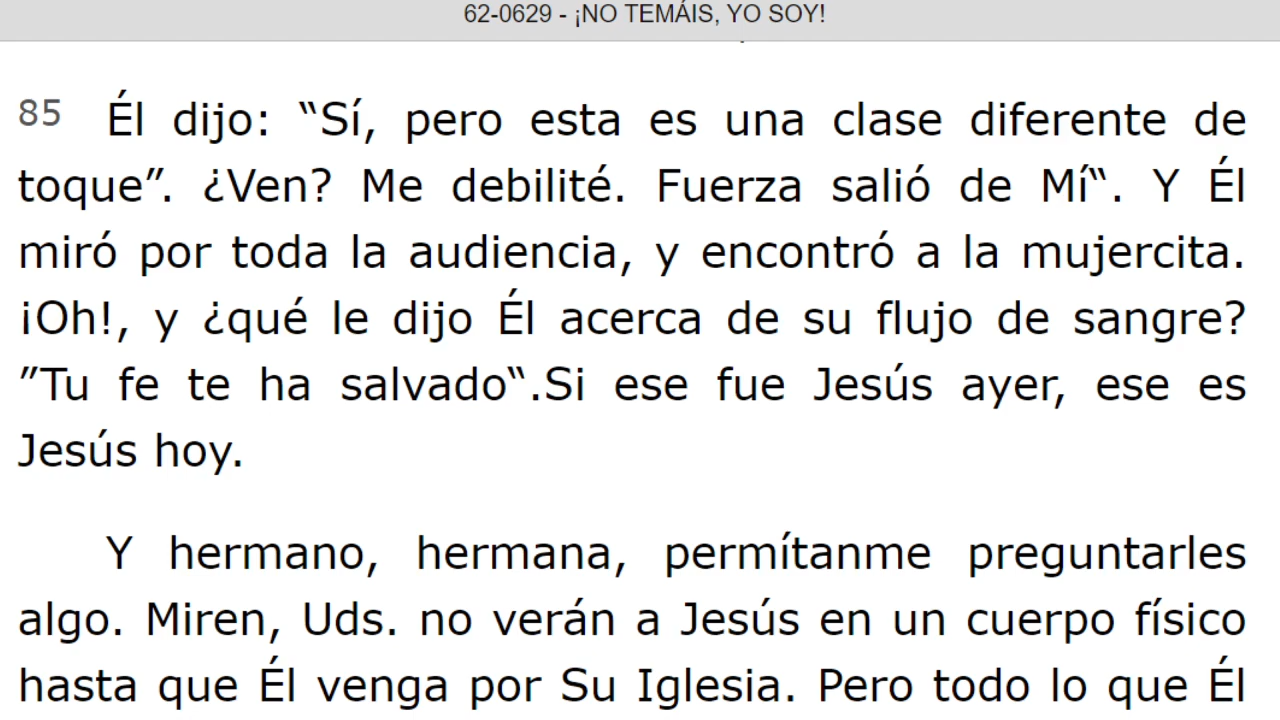 62-0629 - ¡NO TEMÁIS, YO SOY!
85 Él dijo: “Sí, pero esta es una clase diferente de
toque”. ¿Ven? Me debilité. Fuerza salió de Mí“. Y Él
miró por toda la audiencia, y encontró a la mujercita.
¡Oh!, y ¿qué le dijo Él acerca de su flujo de sangre?
”Tu fe te ha salvado“.Si ese fue Jesús ayer, ese es
Jesús hoy.
Y hermano, hermana, permítanme preguntarles
algo. Miren, Uds. no verán a Jesús en un cuerpo físico
hasta que Él venga por Su Iglesia. Pero todo lo que Él